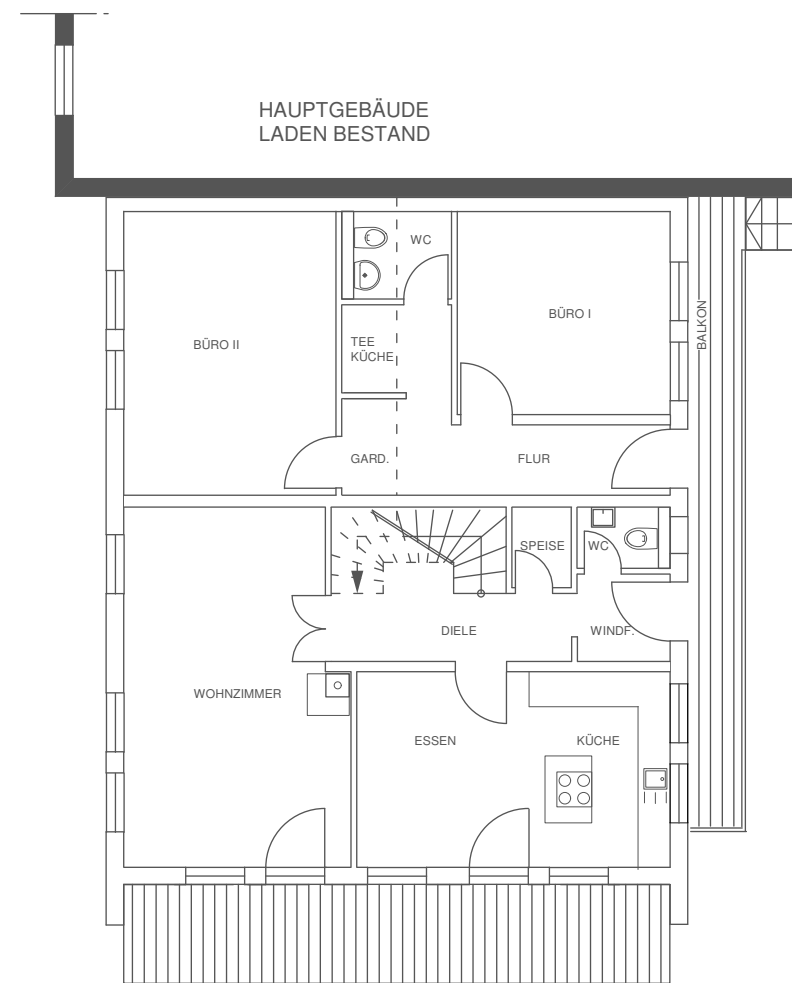 HAUPTGEBÄUDE
LADEN BESTAND
WC
BÜRO I
BALKON
BÜRO II
TEE
KÜCHE
GARD.
FLUR
SPEISE
WC
DIELE
WINDF.
WOHNZIMMER
ESSEN
KÜCHE